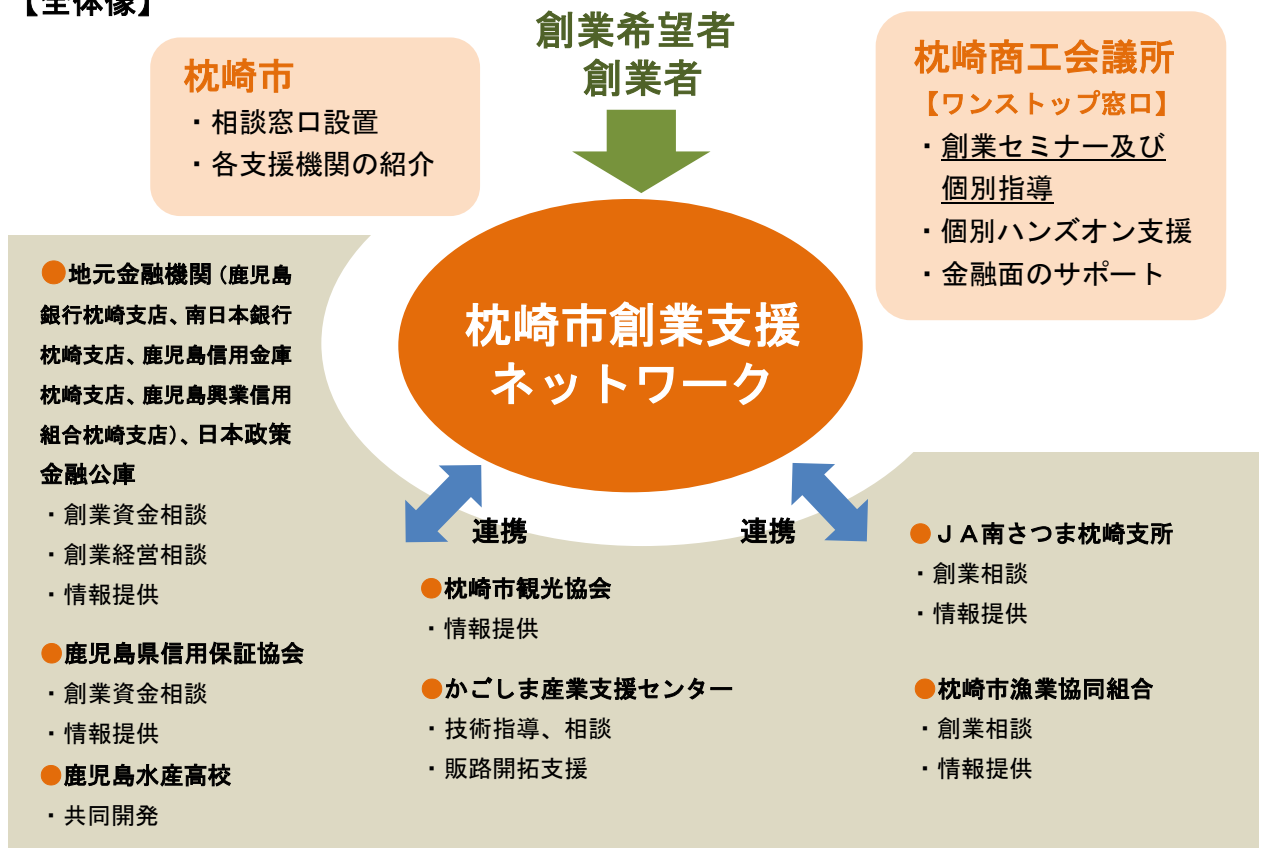 【全体像】
創業希望者
創業者
枕崎市
・相談窓口設置
・各支援機関の紹介
枕崎商工会議所
【ワンストップ窓口】
・創業セミナー及び
個別指導
・個別ハンズオン支援
・金融面のサポート
枕崎市創業支援
ネットワーク
●地元金融機関（鹿児島
銀行枕崎支店、南日本銀行
枕崎支店、鹿児島信用金庫
枕崎支店、鹿児島興業信用
組合枕崎支店）、日本政策
金融公庫
・創業資金相談
・創業経営相談
・情報提供
●鹿児島県信用保証協会
・創業資金相談
・情報提供
●鹿児島水産高校
・共同開発
連携
連携
●枕崎市観光協会
・情報提供
●かごしま産業支援センター
・技術指導、相談
・販路開拓支援
●ＪＡ南さつま枕崎支所
・創業相談
・情報提供
●枕崎市漁業協同組合
・創業相談
・情報提供